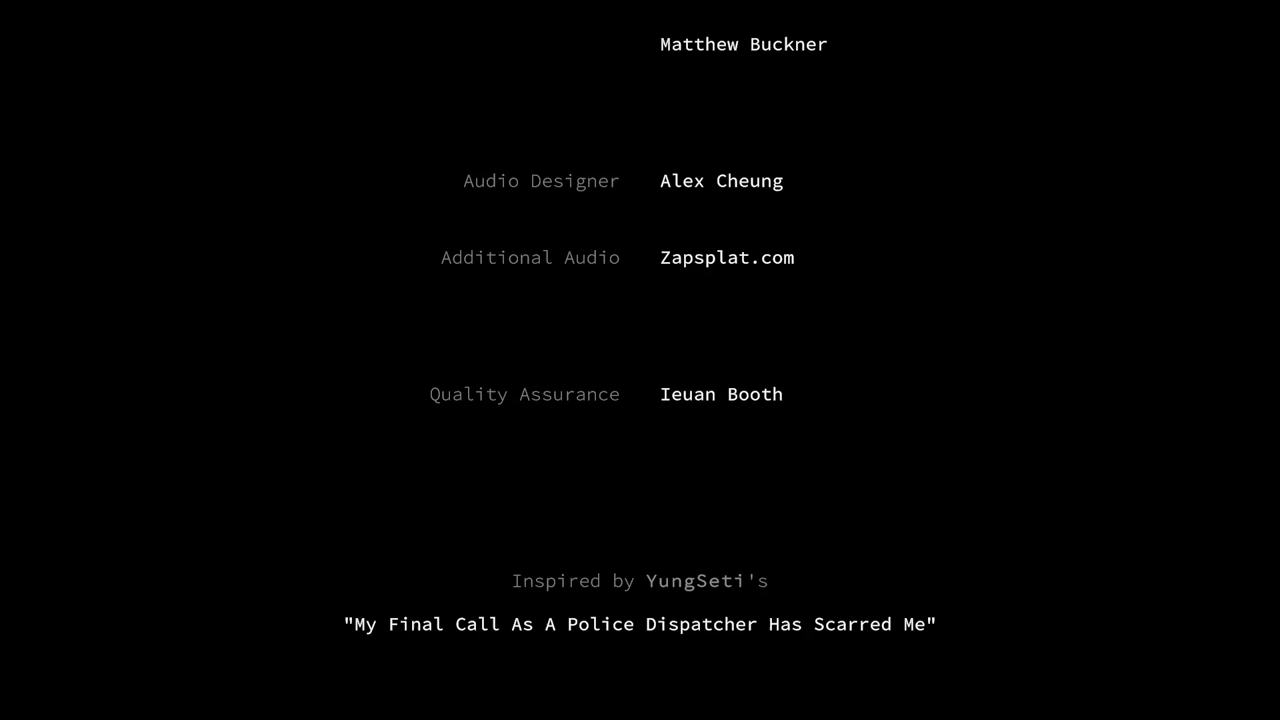 Matthew Buckner
Audio Designer Alex Cheung
Additional Audio Zapsplat.com
Quality Assurance Ieuan Booth
Inspired by YungSeti's
"My Final Call As A Police Dispatcher Has Scarred Me"